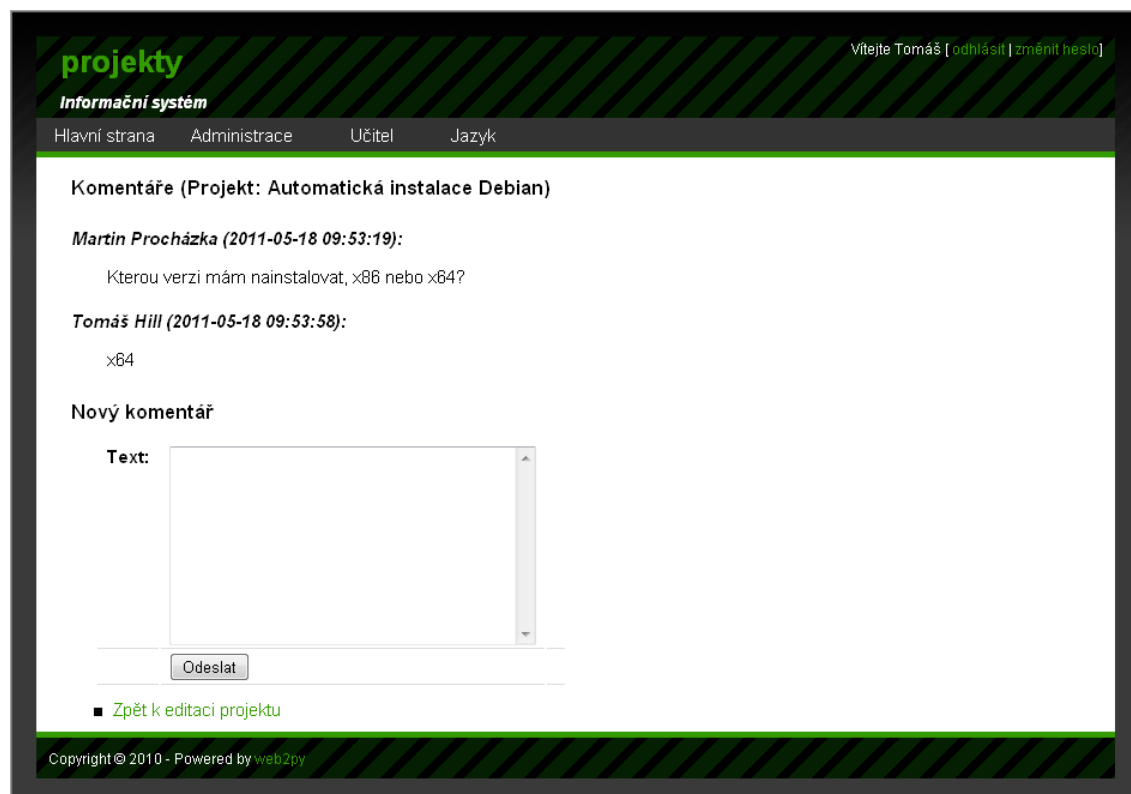 projekty
Vítejte Tomáš [ odhlásit | změnit heslo]
Informační systém
Hlavní strana Administrace Učitel Jazyk
Komentáře (Projekt: Automatická instalace Debian)
Martin Procházka (2011-05-18 09:53:19):
Kterou verzi mám nainstalovat, x86 nebo x64?
Tomáš Hill (2011-05-18 09:53:58):
x64
Nový komentář
Text:
Odeslat
Zpět k editaci projektu
Copyright © 2010 - Powered by web2py